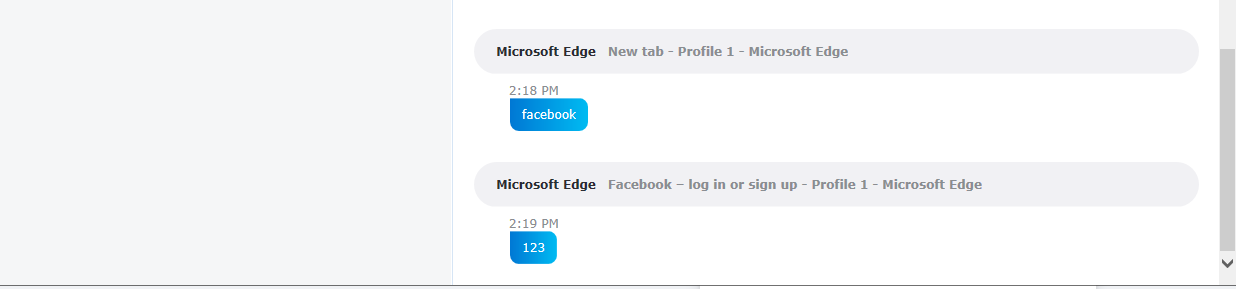 Microsoft Edge New tab - Profile 1 - Microsoft Edge
2:18 PM
facebook
Microsoft Edge Facebook – log in or sign up - Profile 1 - Microsoft Edge
2:19 PM
123